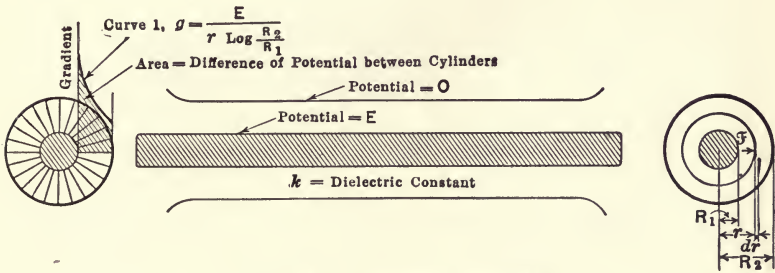 Curve 1, g = E / (r Log R₂/R₁)
Gradient
Area = Difference of Potential between Cylinders
Potential = O
Potential = E
k = Dielectric Constant
F
R₁
r
dr
R₂